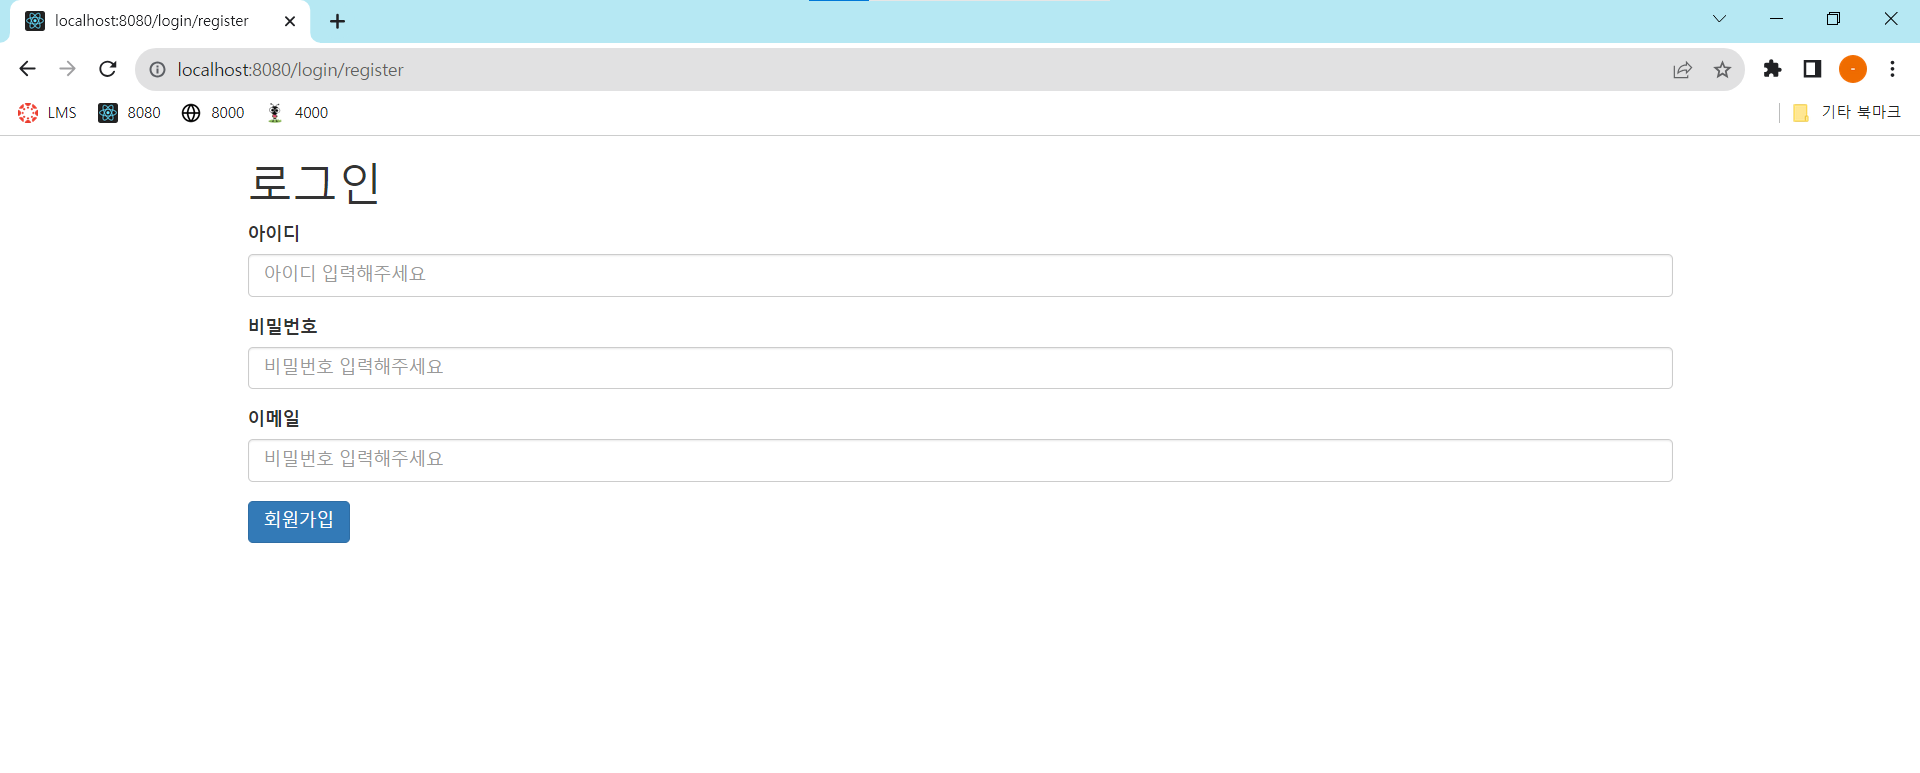 localhost:8080/login/register
localhost:8080/login/register
LMS 8080 8000 4000 기타 북마크
로그인
아이디
아이디 입력해주세요
비밀번호
비밀번호 입력해주세요
이메일
비밀번호 입력해주세요
회원가입